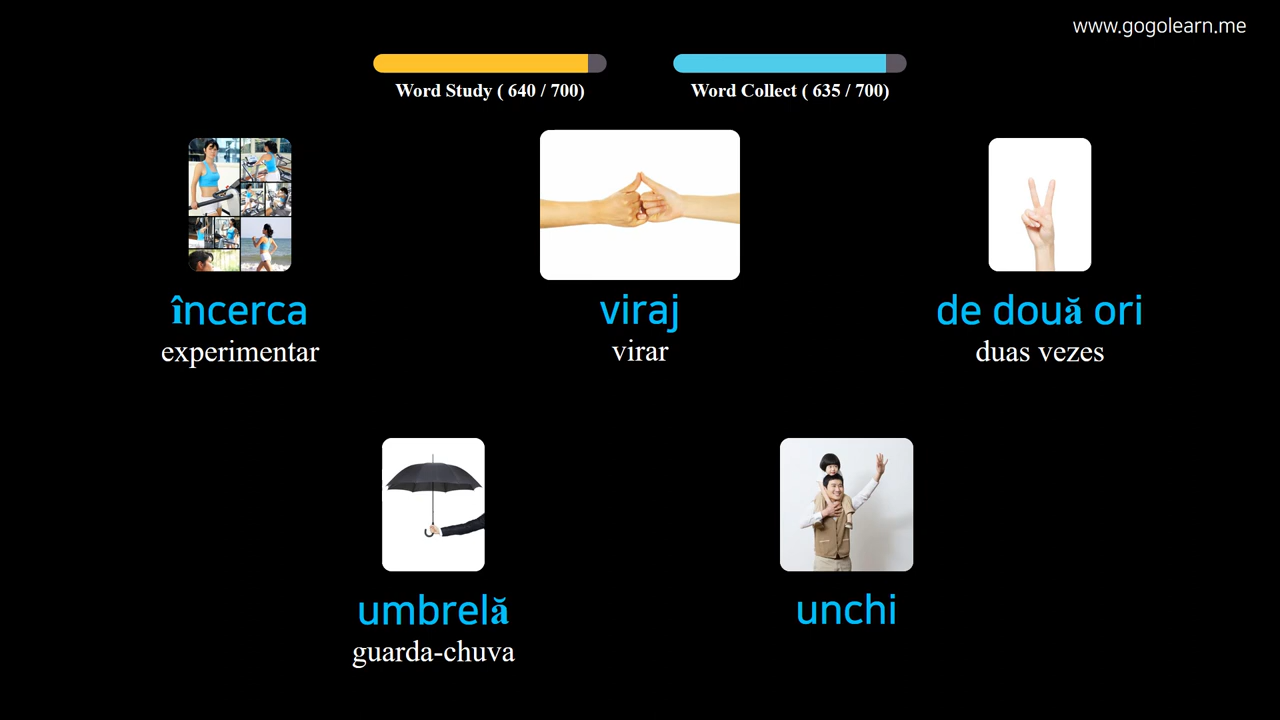 www.gogolearn.me
Word Study ( 640 / 700)
Word Collect ( 635 / 700)
încerca
experimentar
viraj
virar
de două ori
duas vezes
umbrelă
guarda-chuva
unchi